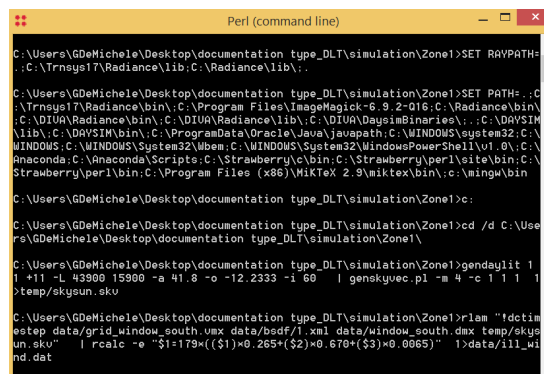 Perl (command line)
C:\Users\GDeMichele\Desktop\documentation type_DLT\simulation\Zone1>SET RAYPATH=
.;C:\Trnsys17\Radiance\lib;C:\Radiance\lib\;.
C:\Users\GDeMichele\Desktop\documentation type_DLT\simulation\Zone1>SET PATH=.;C
:\Trnsys17\Radiance\bin\;C:\Program Files\ImageMagick-6.9.2-Q16;C:\Radiance\bin\
;C:\DIVA\Radiance\bin\;C:\DIVA\Radiance\lib\;C:\DIVA\DaysimBinaries\;.;C:\DAYSIM
\lib\;C:\DAYSIM\bin\;C:\ProgramData\Oracle\Java\javapath;C:\WINDOWS\system32;C:\
WINDOWS;C:\WINDOWS\System32\Wbem;C:\WINDOWS\System32\WindowsPowerShell\v1.0\;C:\
Anaconda;C:\Anaconda\Scripts;C:\Strawberry\c\bin;C:\Strawberry\perl\site\bin;C:\
Strawberry\perl\bin;C:\Program Files (x86)\MiKTeX 2.9\miktex\bin\;c:\mingw\bin
C:\Users\GDeMichele\Desktop\documentation type_DLT\simulation\Zone1>c:
C:\Users\GDeMichele\Desktop\documentation type_DLT\simulation\Zone1>cd /d C:\Use
rs\GDeMichele\Desktop\documentation type_DLT\simulation\Zone1\
C:\Users\GDeMichele\Desktop\documentation type_DLT\simulation\Zone1>gendaylit 1
1 +11 -L 43900 15900 -a 41.8 -o -12.2333 -i 60   | genskyvec.pl -m 4 -c 1 1 1  1
>temp/skysun.skv
C:\Users\GDeMichele\Desktop\documentation type_DLT\simulation\Zone1>rlam "!dctim
estep data/grid_window_south.vmx data/bsdf/1.xml data/window_south.dmx temp/skys
un.skv"   | rcalc -e "$1=179*(($1)*0.265+($2)*0.670+($3)*0.0065)"  1>data/ill_wi
nd.dat